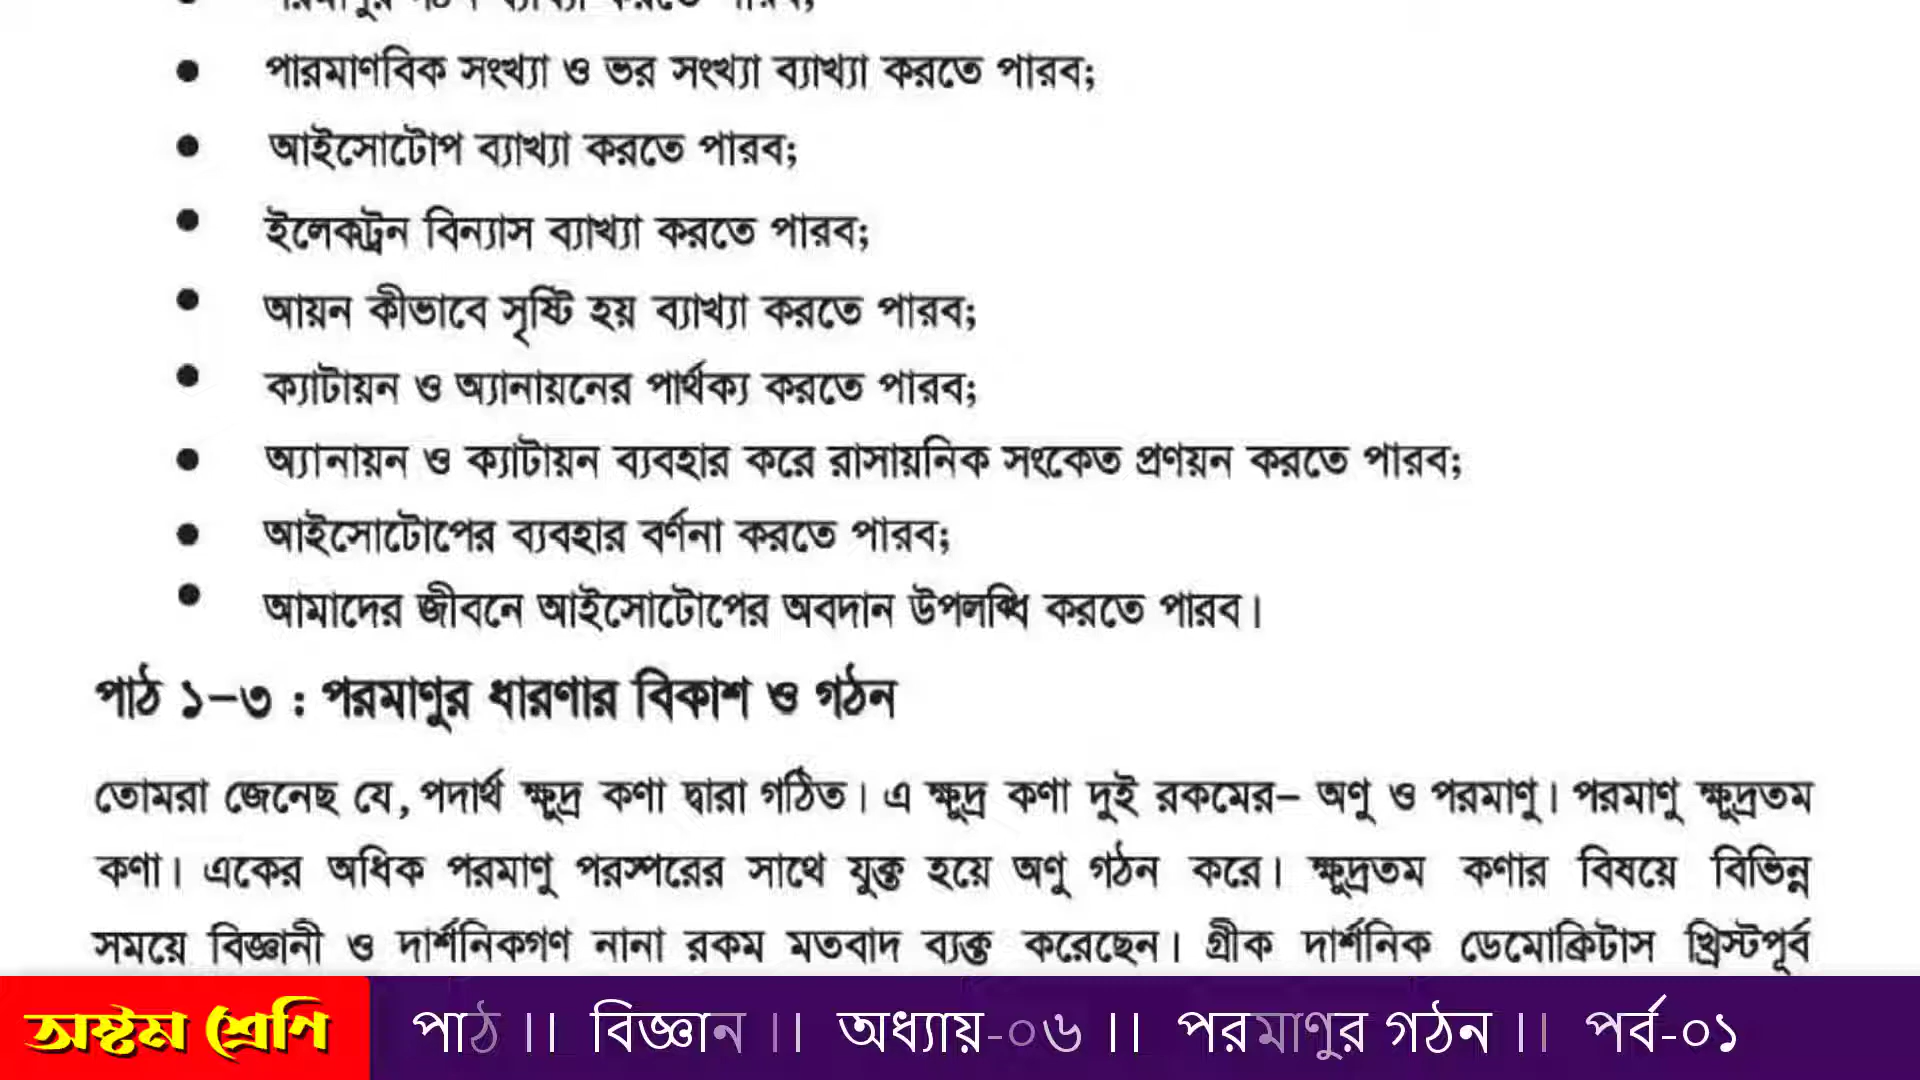 পরমাণুর গঠন ব্যাখ্যা করতে পারব;
• পারমাণবিক সংখ্যা ও ভর সংখ্যা ব্যাখ্যা করতে পারব;
• আইসোটোপ ব্যাখ্যা করতে পারব;
• ইলেকট্রন বিন্যাস ব্যাখ্যা করতে পারব;
• আয়ন কীভাবে সৃষ্টি হয় ব্যাখ্যা করতে পারব;
• ক্যাটায়ন ও অ্যানায়নের পার্থক্য করতে পারব;
• অ্যানায়ন ও ক্যাটায়ন ব্যবহার করে রাসায়নিক সংকেত প্রণয়ন করতে পারব;
• আইসোটোপের ব্যবহার বর্ণনা করতে পারব;
• আমাদের জীবনে আইসোটোপের অবদান উপলব্ধি করতে পারব।
পাঠ ১–৩ : পরমাণুর ধারণার বিকাশ ও গঠন
তোমরা জেনেছ যে, পদার্থ ক্ষুদ্র কণা দ্বারা গঠিত। এ ক্ষুদ্র কণা দুই রকমের– অণু ও পরমাণু। পরমাণু ক্ষুদ্রতম
কণা। একের অধিক পরমাণু পরস্পরের সাথে যুক্ত হয়ে অণু গঠন করে। ক্ষুদ্রতম কণার বিষয়ে বিভিন্ন
সময়ে বিজ্ঞানী ও দার্শনিকগণ নানা রকম মতবাদ ব্যক্ত করেছেন। গ্রীক দার্শনিক ডেমোক্রিটাস খ্রিস্টপূর্ব
অষ্টম শ্রেণি পাঠ ।। বিজ্ঞান ।। অধ্যায়-০৬ ।। পরমাণুর গঠন ।। পর্ব-০১